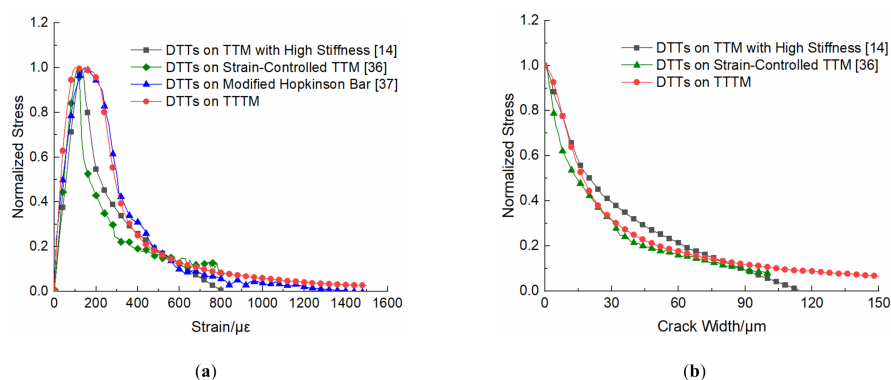 1.2
1.0
0.8
0.6
0.4
0.2
0.0
Normalized Stress
DTTs on TTM with High Stiffness [14]
DTTs on Strain-Controlled TTM [36]
DTTs on Modified Hopkinson Bar [37]
DTTs on TTTM
0 200 400 600 800 1000 1200 1400 1600
Strain/με
(a)
1.2
1.0
0.8
0.6
0.4
0.2
0.0
Normalized Stress
DTTs on TTM with High Stiffness [14]
DTTs on Strain-Controlled TTM [36]
DTTs on TTTM
0 30 60 90 120 150
Crack Width/μm
(b)